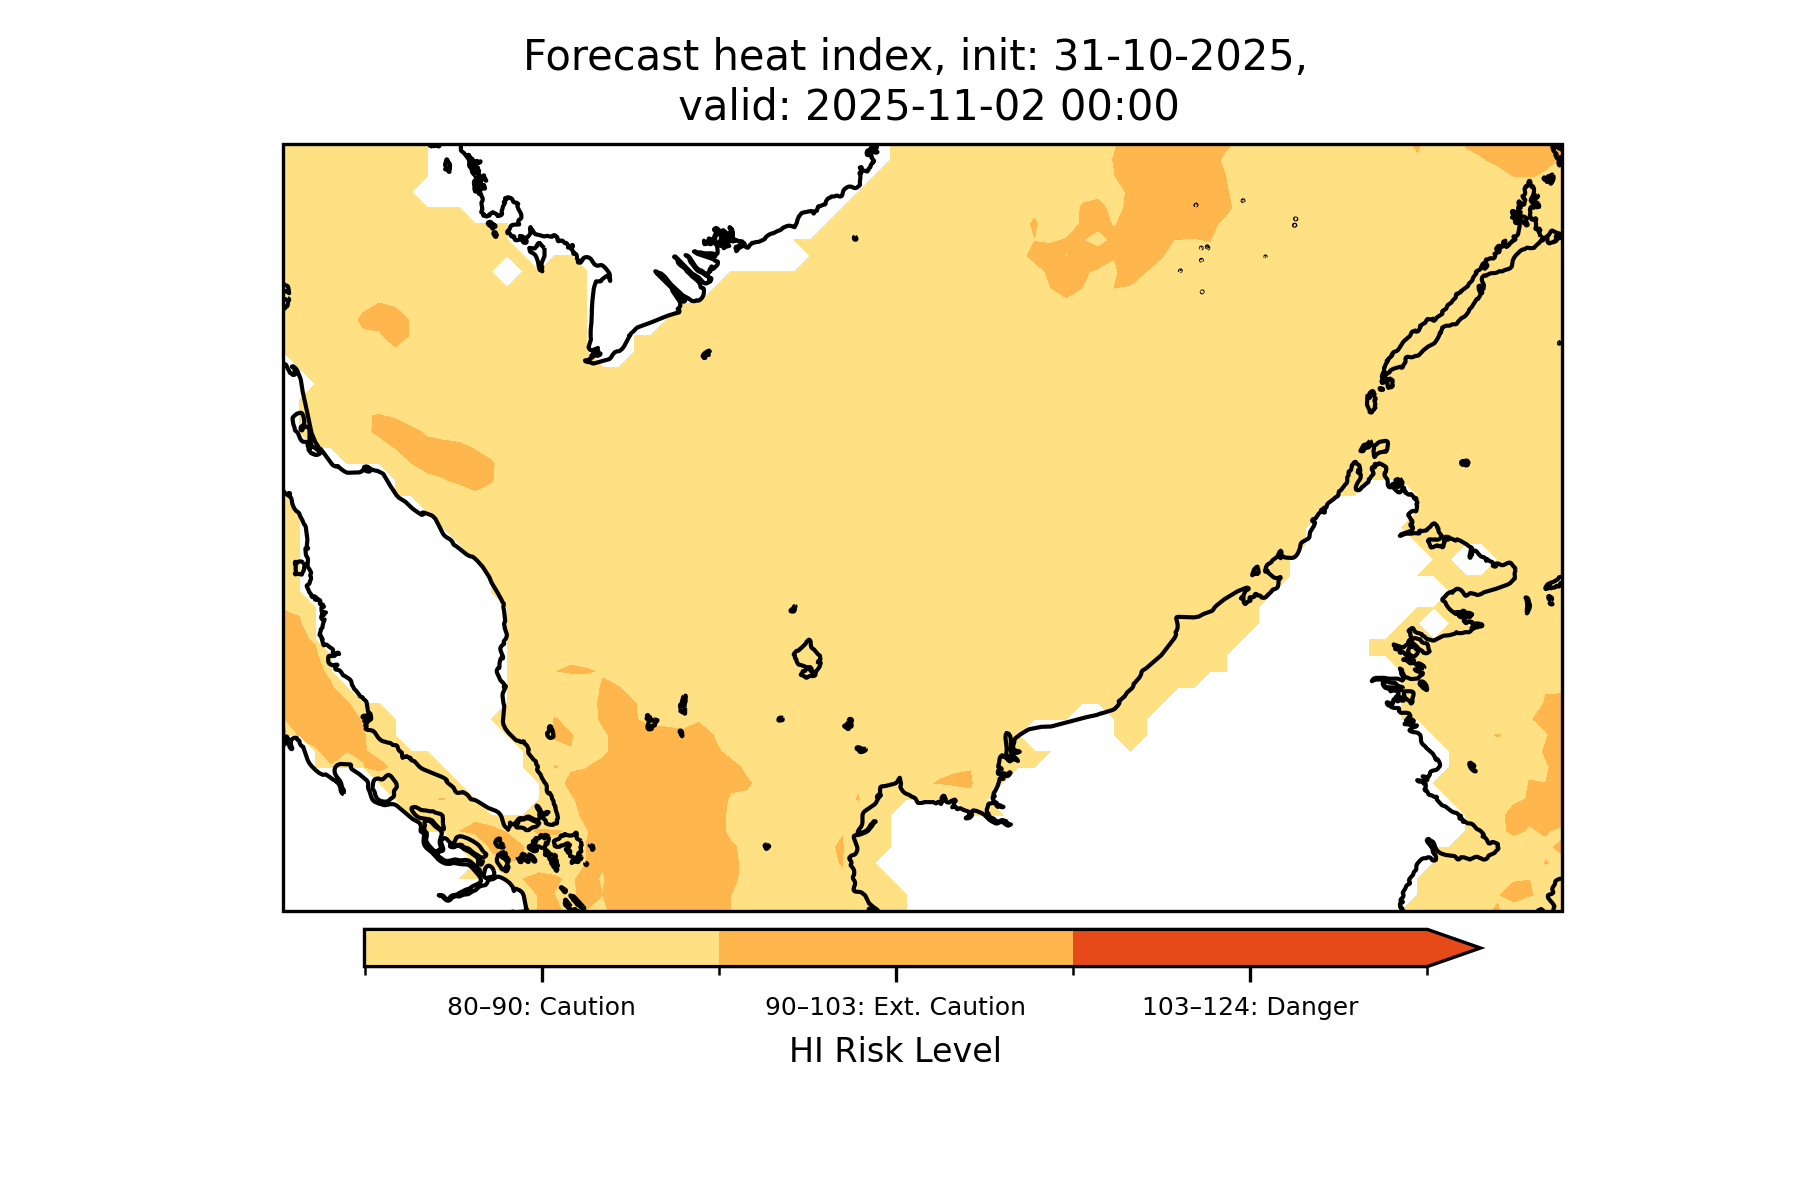 Forecast heat index, init: 31-10-2025,
valid: 2025-11-02 00:00
80–90: Caution
90–103: Ext. Caution
103–124: Danger
HI Risk Level